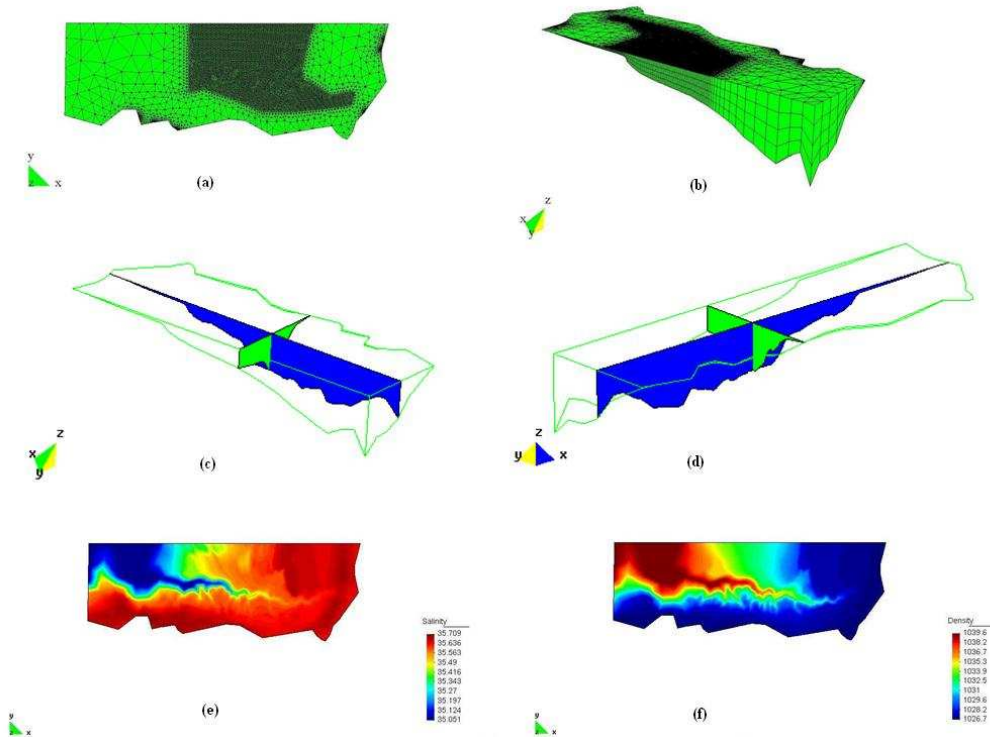 y
z x
(a)
z
x
y
(b)
z
x
y
(c)
z
y x
(d)
Salinity
35.709
35.636
35.563
35.49
35.416
35.343
35.27
35.197
35.124
35.051
y
z x
(e)
Density
1039.6
1038.2
1036.7
1035.3
1033.9
1032.5
1031
1029.6
1028.2
1026.7
y
z x
(f)